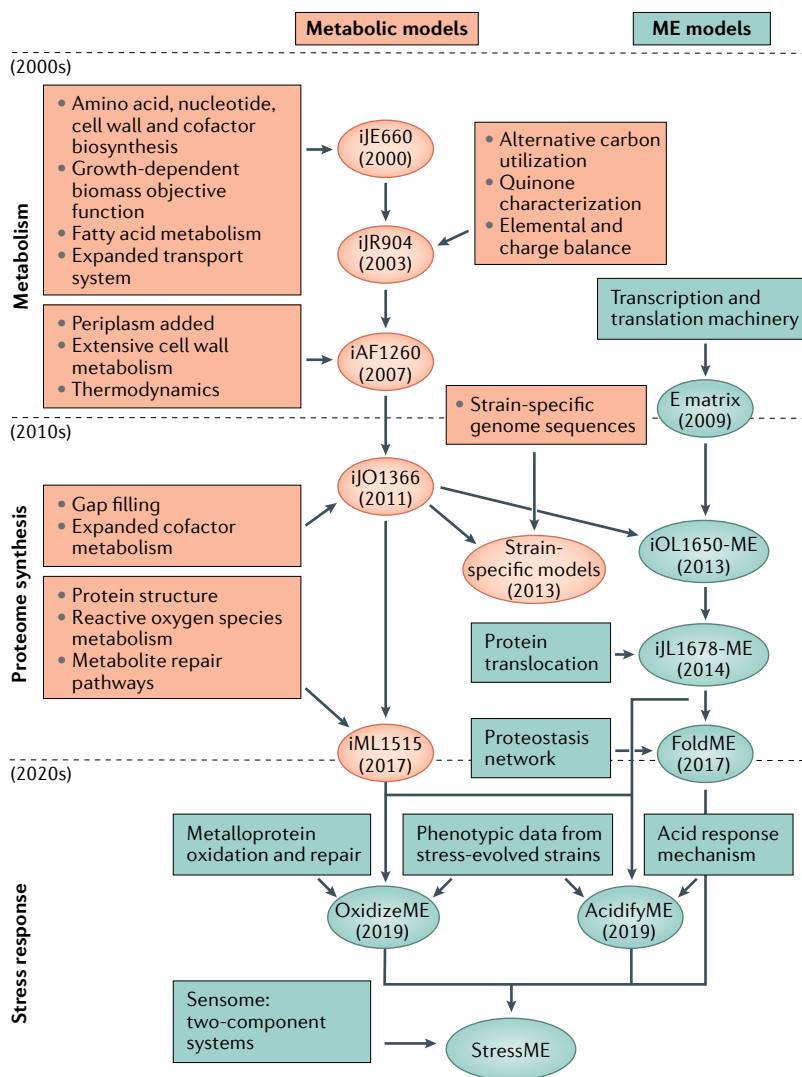 Metabolic models
ME models
(2000s)
Metabolism
• Amino acid, nucleotide,
cell wall and cofactor
biosynthesis
• Growth-dependent
biomass objective
function
• Fatty acid metabolism
• Expanded transport
system
iJE660
(2000)
• Alternative carbon
utilization
• Quinone
characterization
• Elemental and
charge balance
iJR904
(2003)
Transcription and
translation machinery
• Periplasm added
• Extensive cell wall
metabolism
• Thermodynamics
iAF1260
(2007)
E matrix
(2009)
(2010s)
Proteome synthesis
• Strain-specific
genome sequences
iJO1366
(2011)
• Gap filling
• Expanded cofactor
metabolism
Strain-
specific models
(2013)
iOL1650-ME
(2013)
• Protein structure
• Reactive oxygen species
metabolism
• Metabolite repair
pathways
Protein
translocation
iJL1678-ME
(2014)
iML1515
(2017)
Proteostasis
network
FoldME
(2017)
(2020s)
Stress response
Metalloprotein
oxidation and repair
Phenotypic data from
stress-evolved strains
Acid response
mechanism
OxidizeME
(2019)
AcidifyME
(2019)
Sensome:
two-component
systems
StressME